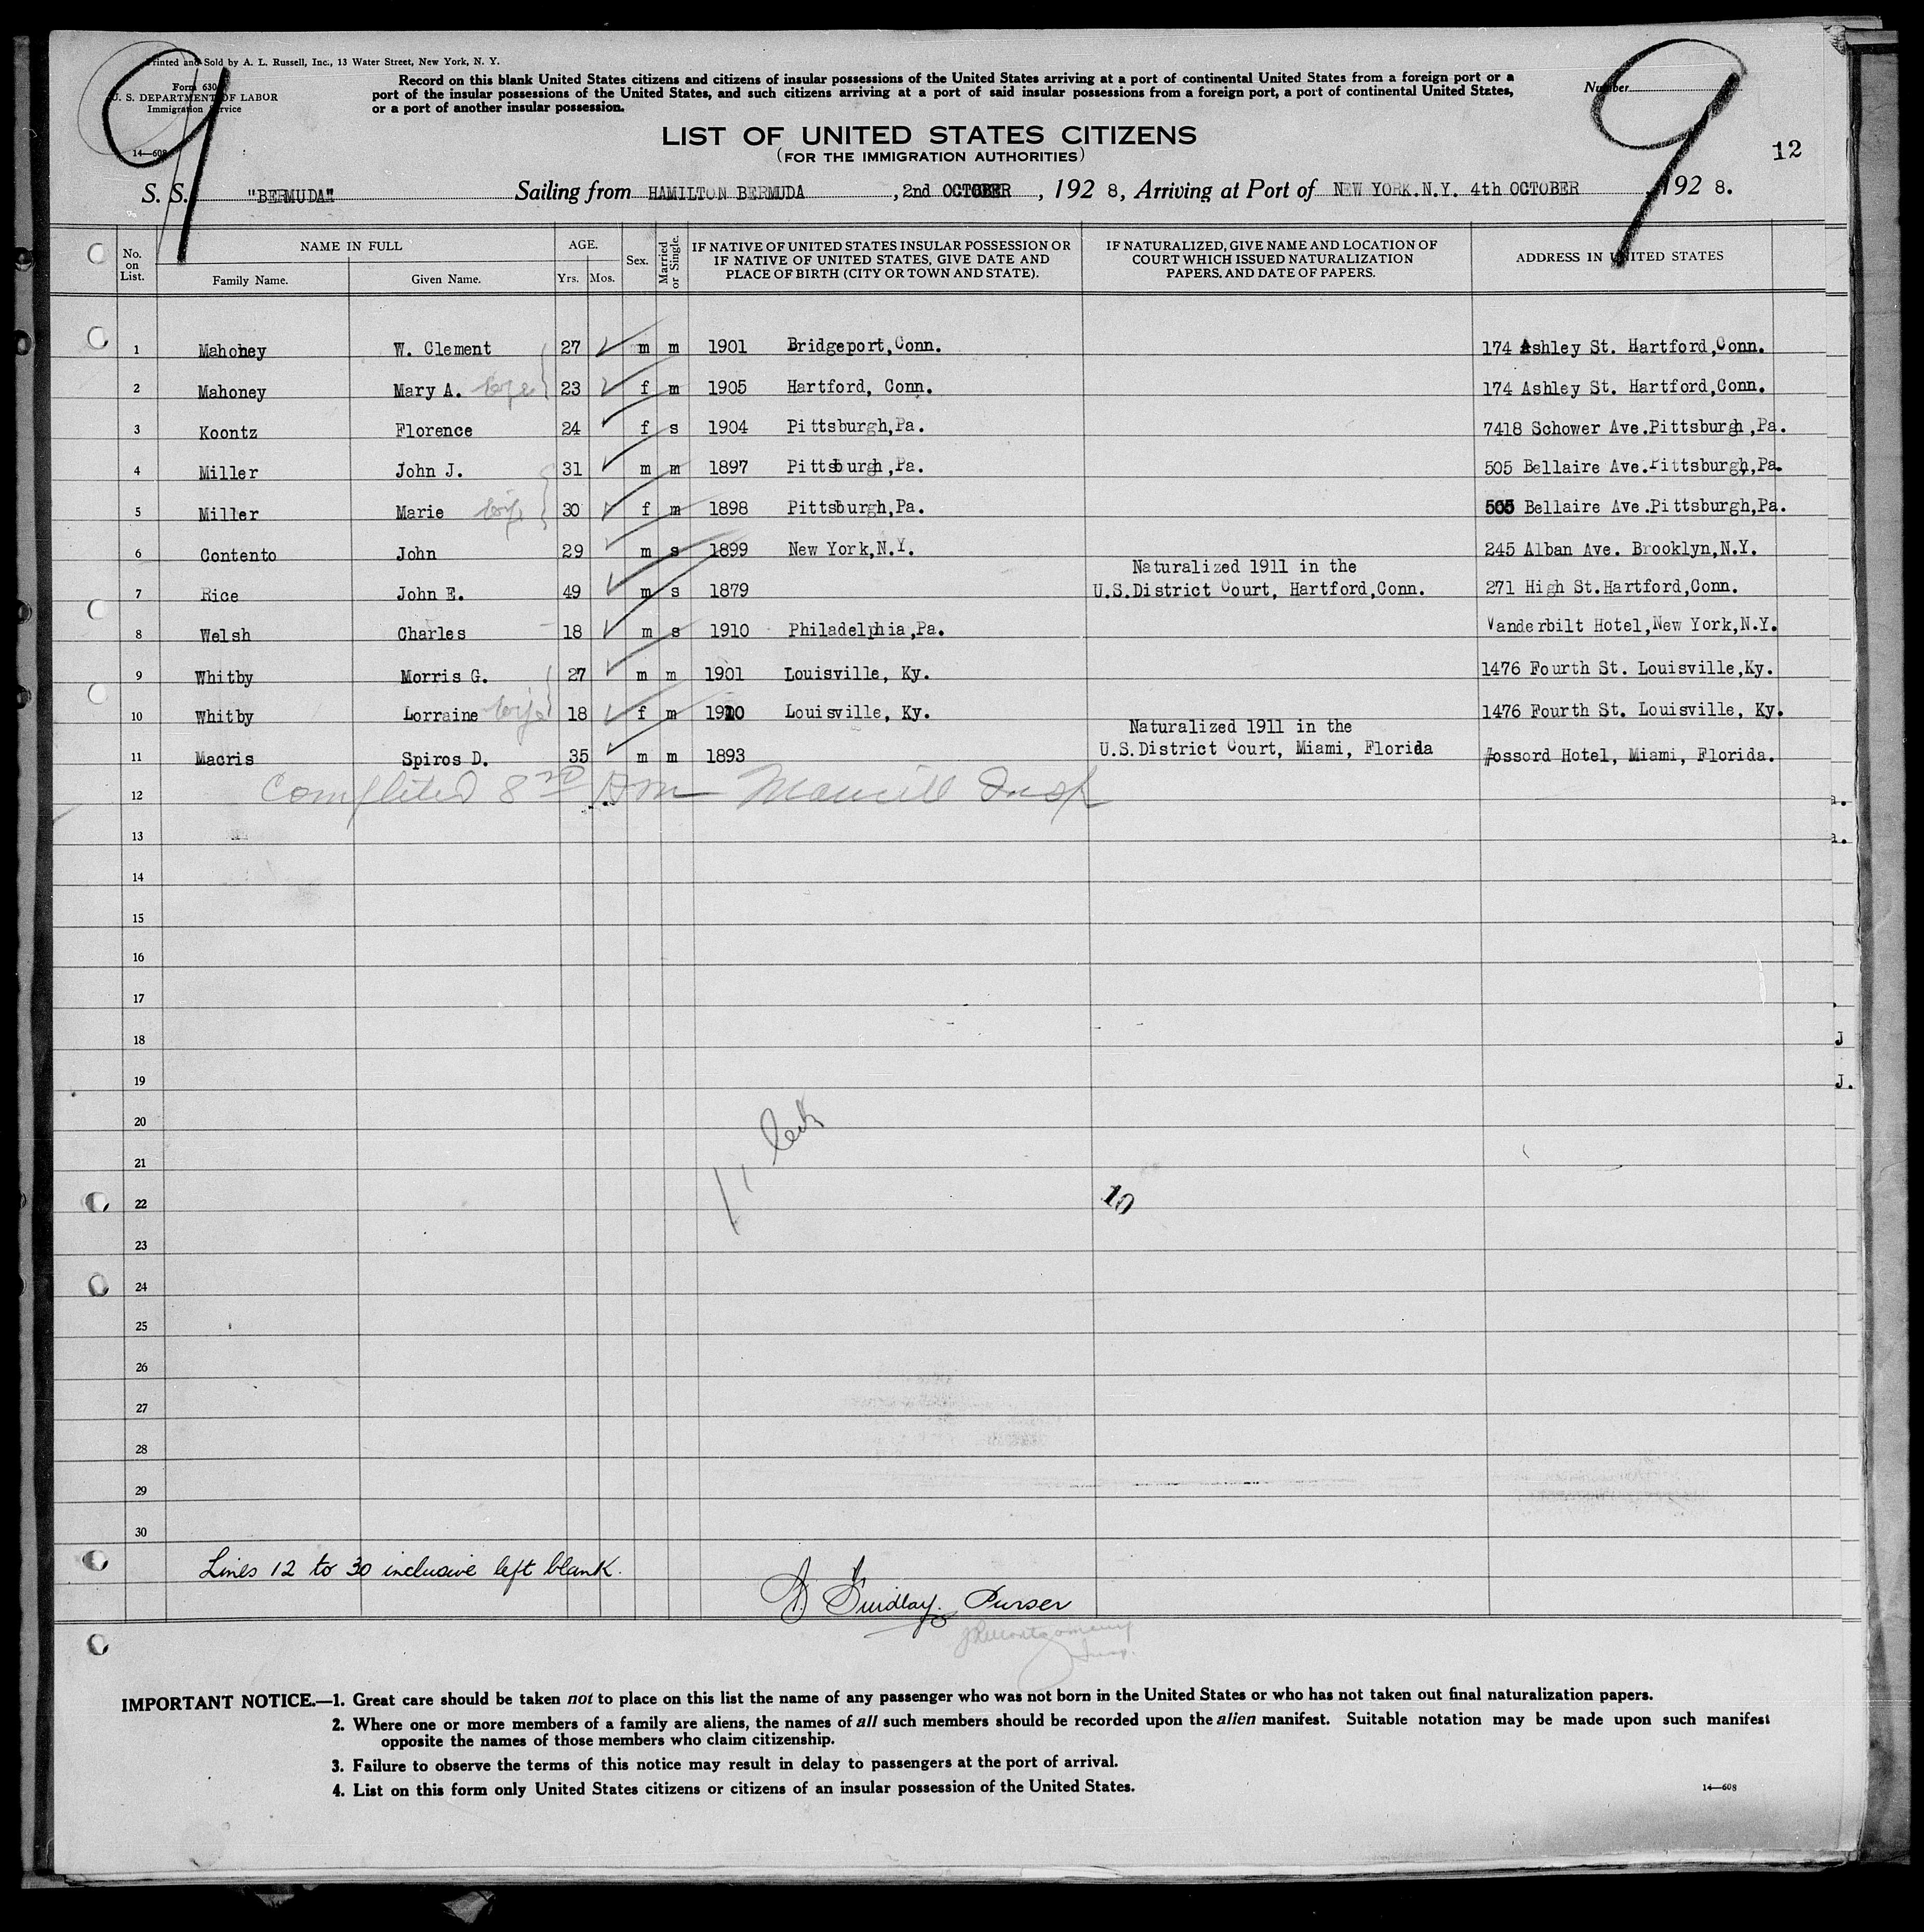 9
9
Printed and Sold by A. L. Russell, Inc., 13 Water Street, New York, N. Y.
Form 630
U. S. DEPARTMENT OF LABOR
Immigration Service
14—608
Record on this blank United States citizens and citizens of insular possessions of the United States arriving at a port of continental United States from a foreign port or a
port of the insular possessions of the United States, and such citizens arriving at a port of said insular possessions from a foreign port, a port of continental United States,
or a port of another insular possession.
Number
12
LIST OF UNITED STATES CITIZENS
(FOR THE IMMIGRATION AUTHORITIES)
S. S. "BERMUDA" Sailing from HAMILTON BERMUDA, 2nd OCTOBER, 1928, Arriving at Port of NEW YORK.N.Y. 4th OCTOBER 1928.
No. on List. NAME IN FULL Family Name. Given Name. AGE. Yrs. Mos. Sex. Married or Single. IF NATIVE OF UNITED STATES INSULAR POSSESSION OR IF NATIVE OF UNITED STATES, GIVE DATE AND PLACE OF BIRTH (CITY OR TOWN AND STATE). IF NATURALIZED, GIVE NAME AND LOCATION OF COURT WHICH ISSUED NATURALIZATION PAPERS, AND DATE OF PAPERS. ADDRESS IN UNITED STATES
1 Mahoney W. Clement 27 m m 1901 Bridgeport,Conn. 174 Ashley St. Hartford,Conn.
2 Mahoney Mary A. wife 23 f m 1905 Hartford, Conn. 174 Ashley St. Hartford,Conn.
3 Koontz Florence 24 f s 1904 Pittsburgh,Pa. 7418 Schower Ave.Pittsburgh,Pa.
4 Miller John J. 31 m m 1897 Pittsburgh,Pa. 505 Bellaire Ave.Pittsburgh,Pa.
5 Miller Marie wife 30 f m 1898 Pittsburgh,Pa. 505 Bellaire Ave.Pittsburgh,Pa.
6 Contento John 29 m s 1899 New York,N.Y. 245 Alban Ave. Brooklyn,N.Y.
Naturalized 1911 in the
7 Rice John E. 49 m s 1879 U.S.District Court, Hartford,Conn. 271 High St.Hartford,Conn.
8 Welsh Charles 18 m s 1910 Philadelphia,Pa. Vanderbilt Hotel,New York,N.Y.
9 Whitby Morris G. 27 m m 1901 Louisville, Ky. 1476 Fourth St. Louisville,Ky.
10 Whitby Lorraine wife 18 f m 1910 Louisville, Ky. 1476 Fourth St. Louisville, Ky.
Naturalized 1911 in the
11 Macris Spiros D. 35 m m 1893 U.S.District Court, Miami, Florida Hotel, Miami, Florida.
12
13
14
15
16
17
18
19
20
21
22 10
23
24
25
26
27
28
29
30
Lines 12 to 30 inclusive left blank.
Findlay. Purser
IMPORTANT NOTICE.—1. Great care should be taken not to place on this list the name of any passenger who was not born in the United States or who has not taken out final naturalization papers.
2. Where one or more members of a family are aliens, the names of all such members should be recorded upon the alien manifest. Suitable notation may be made upon such manifest
opposite the names of those members who claim citizenship.
3. Failure to observe the terms of this notice may result in delay to passengers at the port of arrival.
4. List on this form only United States citizens or citizens of an insular possession of the United States.
14—608